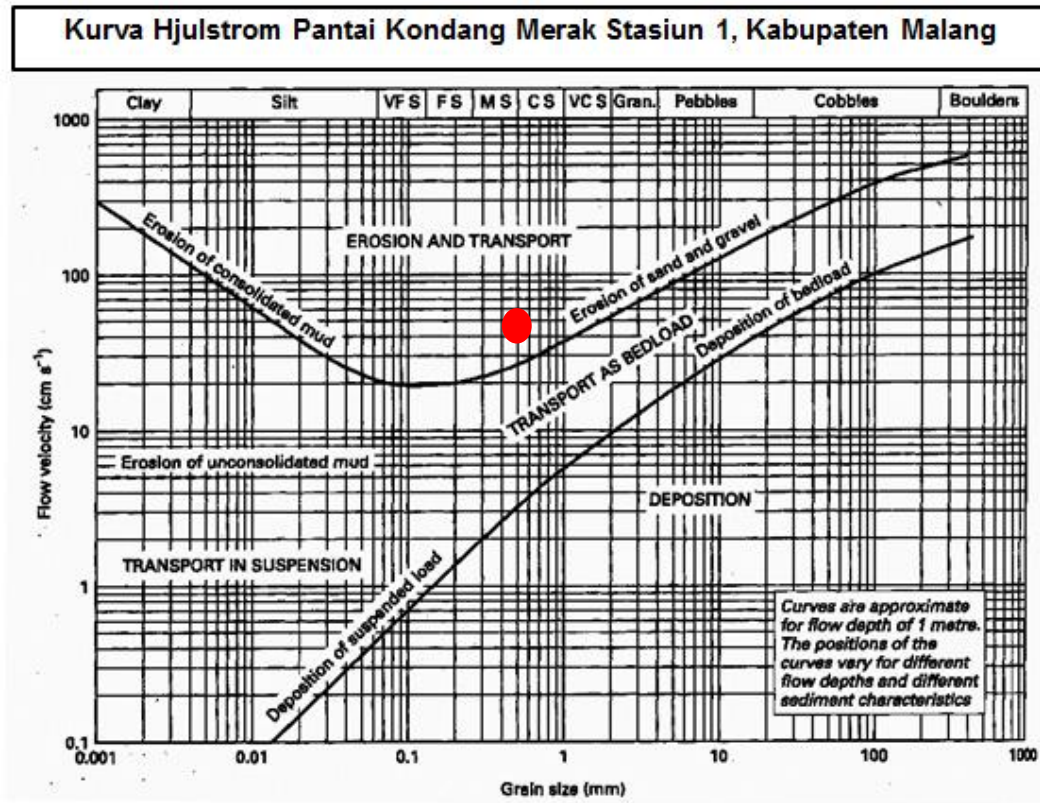 Kurva Hjulstrom Pantai Kondang Merak Stasiun 1, Kabupaten Malang
Clay Silt VF S F S M S C S VC S Gran. Pebbles Cobbles Boulders
1000
100
10
1
0.1
Flow velocity (cm s⁻¹)
Erosion of consolidated mud
EROSION AND TRANSPORT
Erosion of sand and gravel
TRANSPORT AS BEDLOAD
Deposition of bedload
Erosion of unconsolidated mud
DEPOSITION
TRANSPORT IN SUSPENSION
Deposition of suspended load
Curves are approximate
for flow depth of 1 metre.
The positions of the
curves vary for different
flow depths and different
sediment characteristics
0.001 0.01 0.1 1 10 100 1000
Grain size (mm)